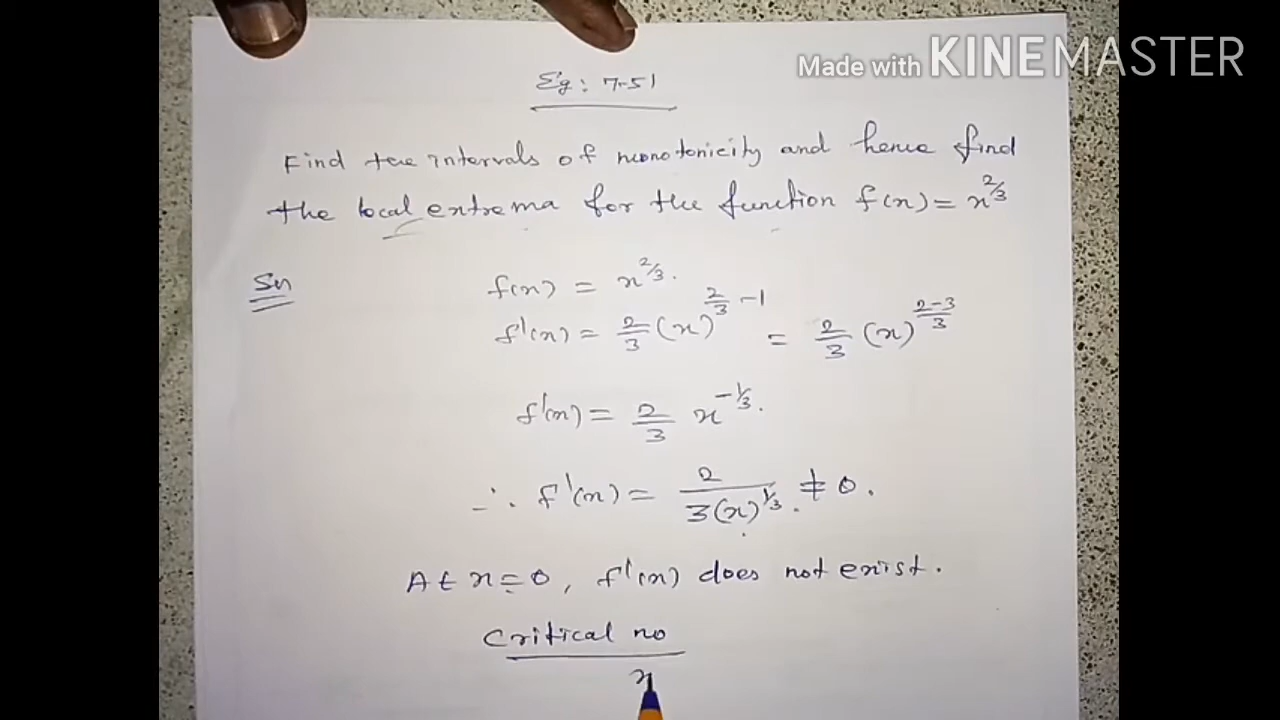 Made with KINEMASTER
Eg: 7.51
Find the intervals of monotonicity and hence find
the local extrema for the function f(x) = x^2/3
Sn f(x) = x^2/3.
f'(x) = 2/3 (x)^2/3 - 1 = 2/3 (x)^2-3/3
f'(x) = 2/3 x^-1/3.
∴ f'(x) = 2/3(x)^1/3 ≠ 0.
At x = 0, f'(x) does not exist.
Critical no
x